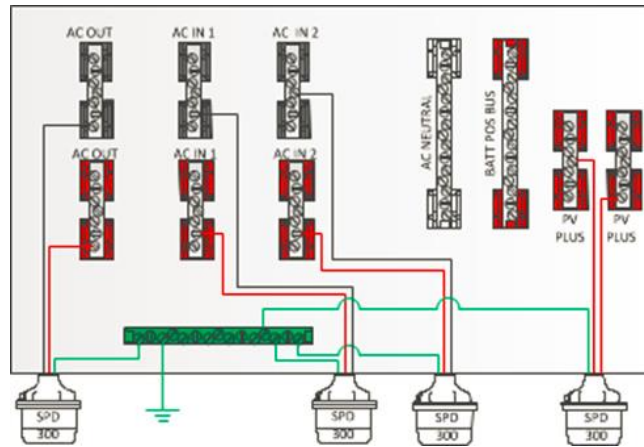 AC OUT
AC IN 1
AC IN 2
AC NEUTRAL
BATT POS BUS
AC OUT
AC IN 1
AC IN 2
PV
PLUS
PV
PLUS
SPD
300
SPD
300
SPD
300
SPD
300